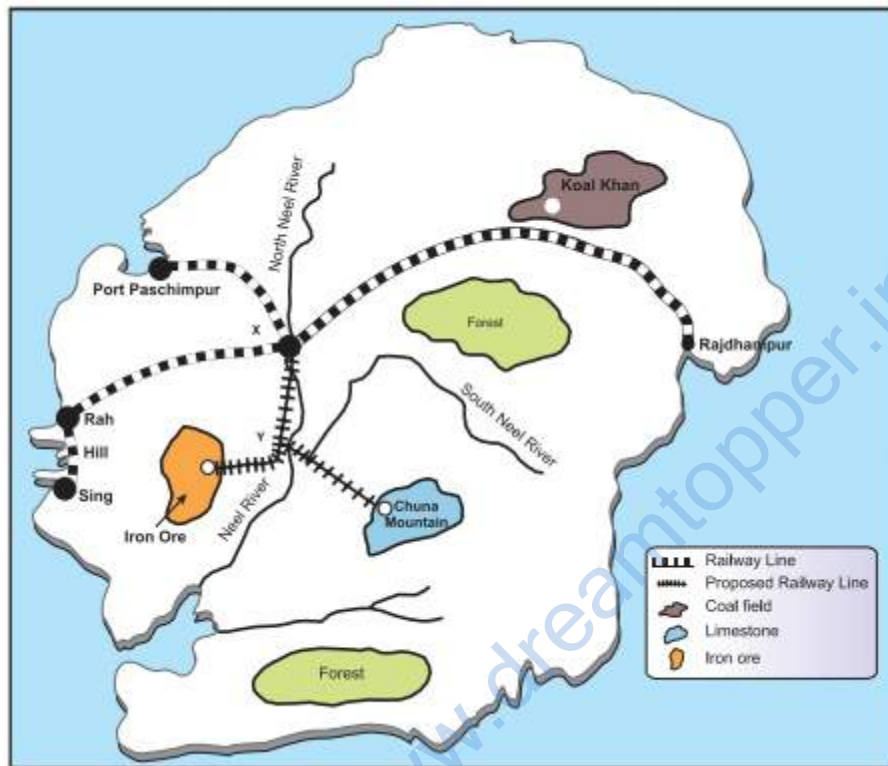 Koal Khan
North Neel River
Port Paschimpur
Forest
X
Rajdhanpur
Rah
South Neel River
Y
Hill
Sing
Neel River
Chuna
Mountain
Iron Ore
Railway Line
Proposed Railway Line
Coal field
Limestone
Iron ore
Forest
www.dreamtopper.in